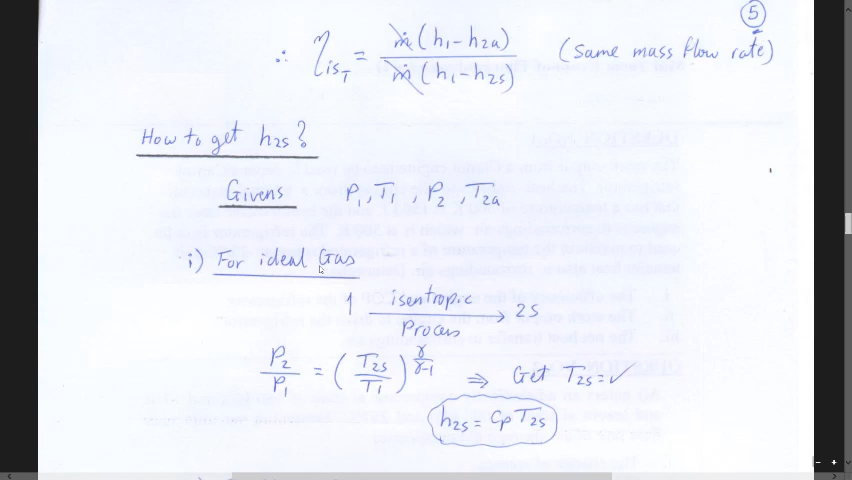 5
∴ η_is_T = ṁ(h1 - h2a) / ṁ(h1 - h2s) (same mass flow rate)
How to get h2s?
Givens P1, T1, P2, T2a
i) For ideal Gas
1 isentropic Process → 2s
P2/P1 = (T2s/T1)^(γ/(γ-1)) ⇒ Get T2s = ✓
h2s = Cp T2s